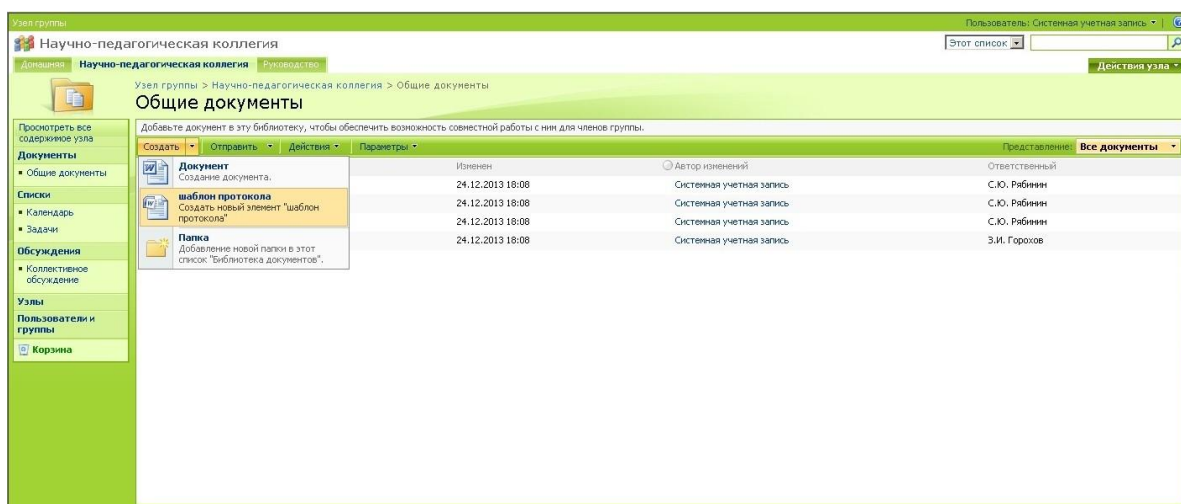 Узел группы
Пользователь: Системная учетная запись
Научно-педагогическая коллегия
Этот список
Домашняя Научно-педагогическая коллегия Руководство
Действия узла
Узел группы > Научно-педагогическая коллегия > Общие документы
Общие документы
Просмотреть все
содержимое узла
Документы
Общие документы
Списки
Календарь
Задачи
Обсуждения
Коллективное
обсуждение
Узлы
Пользователи и
группы
Корзина
Добавьте документ в эту библиотеку, чтобы обеспечить возможность совместной работы с ним для членов группы.
Создать Отправить Действия Параметры Представление: Все документы
Документ
Создание документа.
шаблон протокола
Создать новый элемент "шаблон
протокола"
Папка
Добавление новой папки в этот
список "Библиотека документов".
Изменен Автор изменений Ответственный
24.12.2013 18:08 Системная учетная запись С.Ю. Рябинин
24.12.2013 18:08 Системная учетная запись С.Ю. Рябинин
24.12.2013 18:08 Системная учетная запись С.Ю. Рябинин
24.12.2013 18:08 Системная учетная запись З.И. Горохов